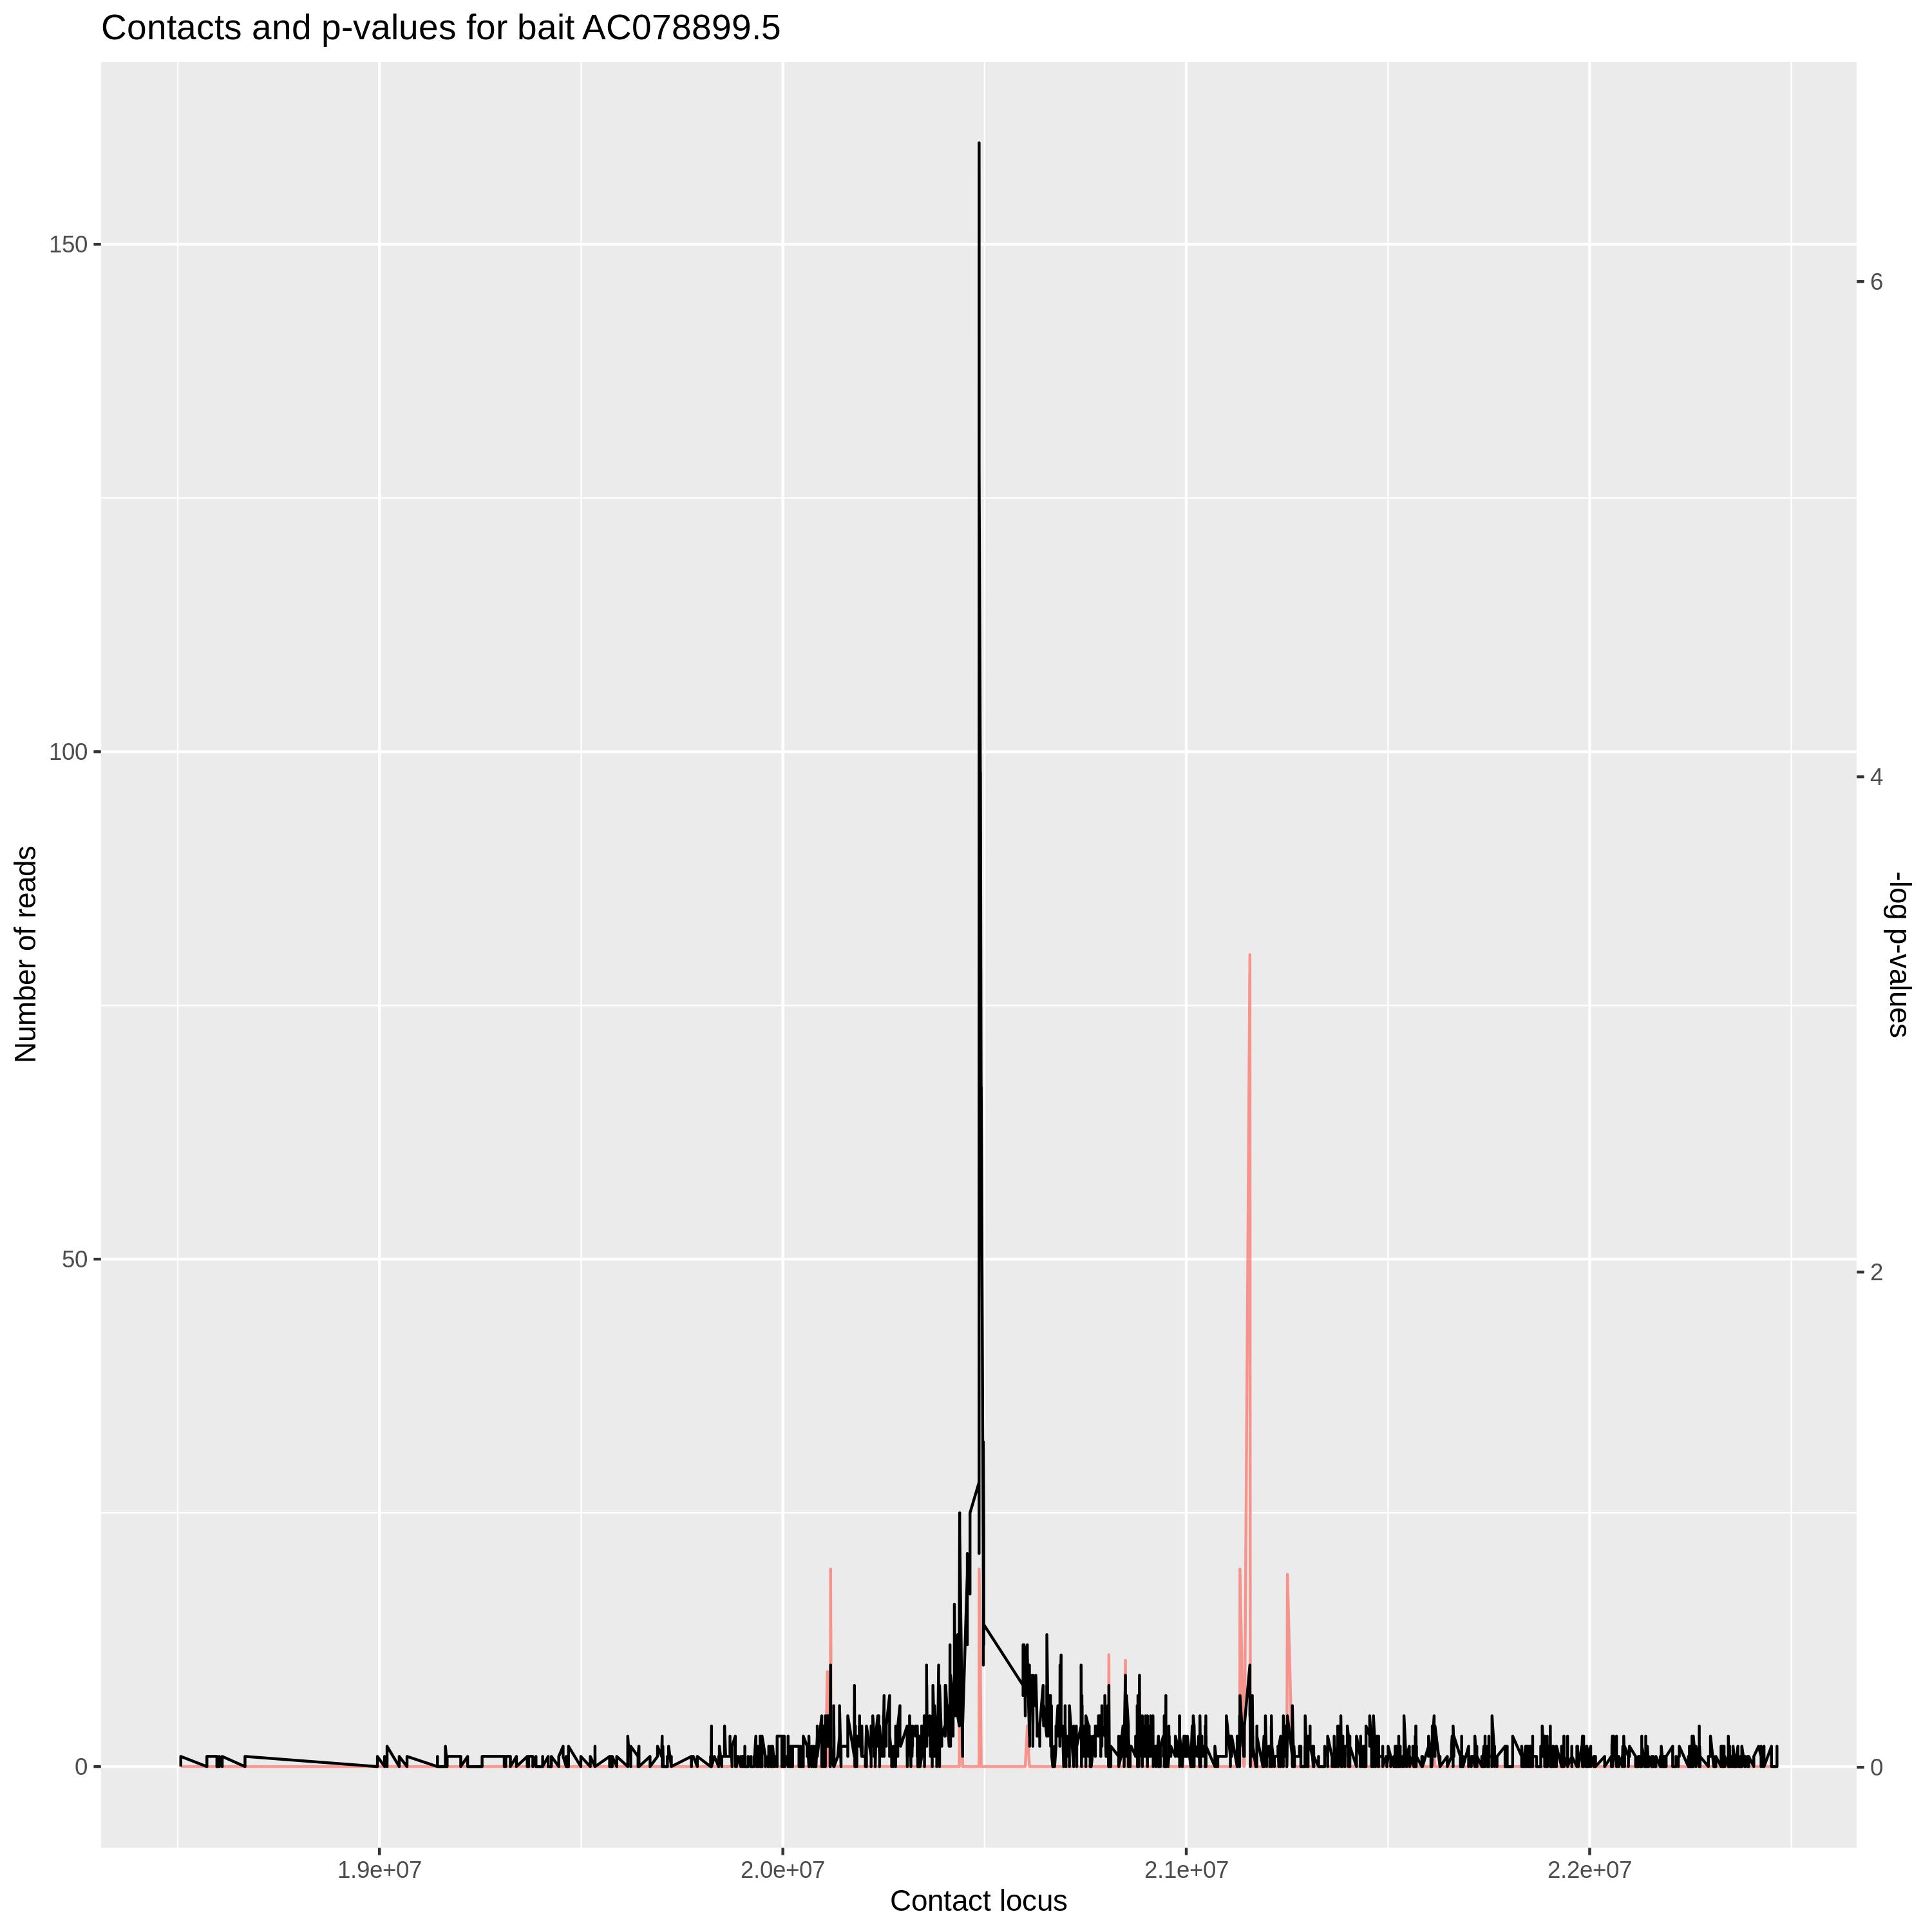 Contacts and p-values for bait AC078899.5
150
100
50
0
6
4
2
0
Number of reads
-log p-values
1.9e+07
2.0e+07
2.1e+07
2.2e+07
Contact locus